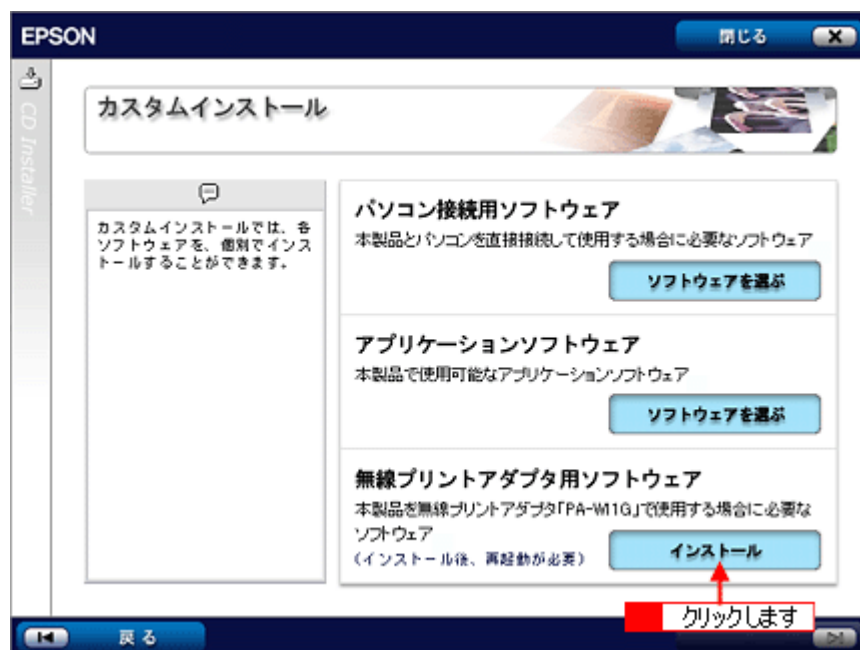 EPSON
閉じる
CD Installer
カスタムインストール
カスタムインストールでは、各
ソフトウェアを、個別でインス
トールすることができます。
パソコン接続用ソフトウェア
本製品とパソコンを直接接続して使用する場合に必要なソフトウェア
ソフトウェアを選ぶ
アプリケーションソフトウェア
本製品で使用可能なアプリケーションソフトウェア
ソフトウェアを選ぶ
無線プリントアダプタ用ソフトウェア
本製品を無線プリントアダプタ「PA-W11G」で使用する場合に必要な
ソフトウェア
(インストール後、再起動が必要)
インストール
クリックします
戻る